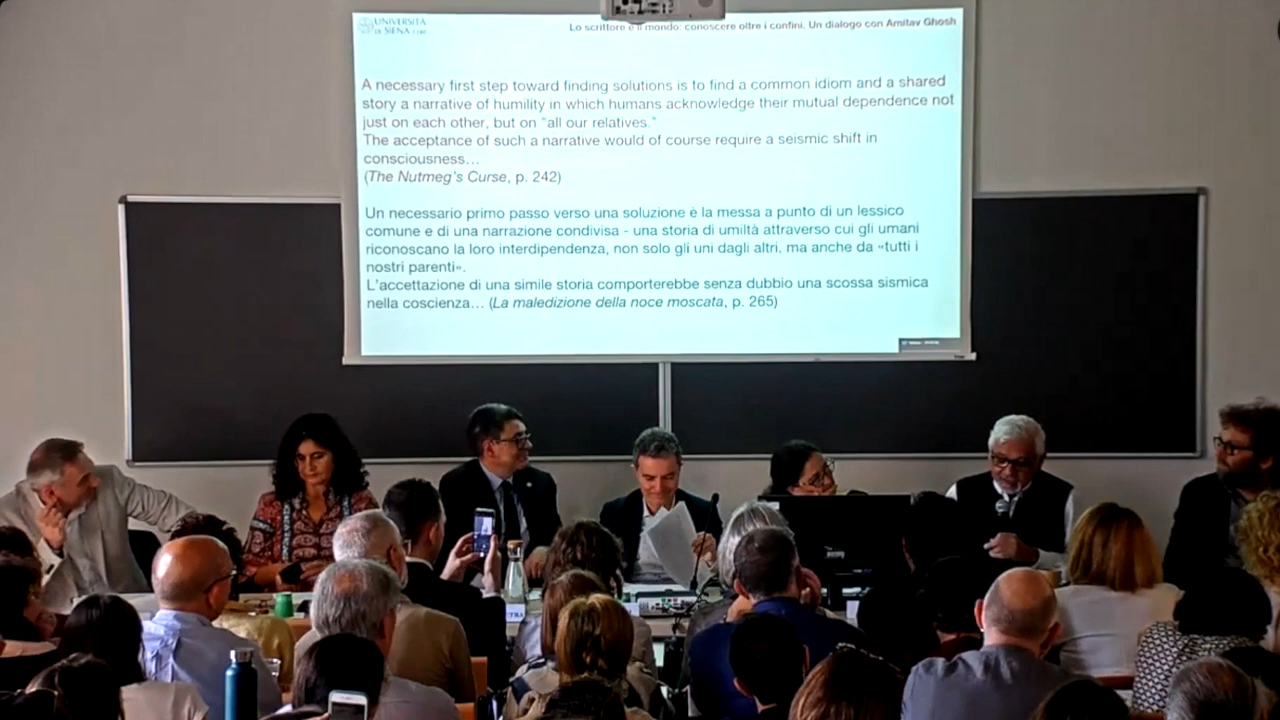 UNIVERSITÀ
DI SIENA 1240
Lo scrittore e il mondo: conoscere oltre i confini. Un dialogo con Amitav Ghosh
A necessary first step toward finding solutions is to find a common idiom and a shared
story a narrative of humility in which humans acknowledge their mutual dependence not
just on each other, but on "all our relatives."
The acceptance of such a narrative would of course require a seismic shift in
consciousness...
(The Nutmeg's Curse, p. 242)
Un necessario primo passo verso una soluzione è la messa a punto di un lessico
comune e di una narrazione condivisa - una storia di umiltà attraverso cui gli umani
riconoscano la loro interdipendenza, non solo gli uni dagli altri, ma anche da «tutti i
nostri parenti».
L'accettazione di una simile storia comporterebbe senza dubbio una scossa sismica
nella coscienza... (La maledizione della noce moscata, p. 265)